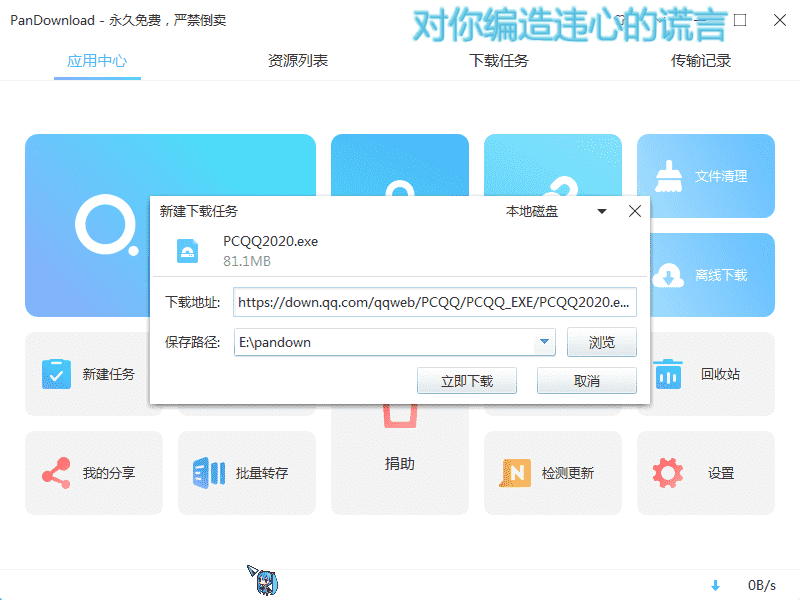 PanDownload - 永久免费，严禁倒卖
对你编造违心的谎言
应用中心
资源列表
下载任务
传输记录
文件清理
离线下载
新建下载任务
本地磁盘
PCQQ2020.exe
81.1MB
下载地址:
https://down.qq.com/qqweb/PCQQ/PCQQ_EXE/PCQQ2020.e...
保存路径:
E:\pandown
浏览
立即下载
取消
新建任务
回收站
我的分享
批量转存
捐助
检测更新
设置
0B/s